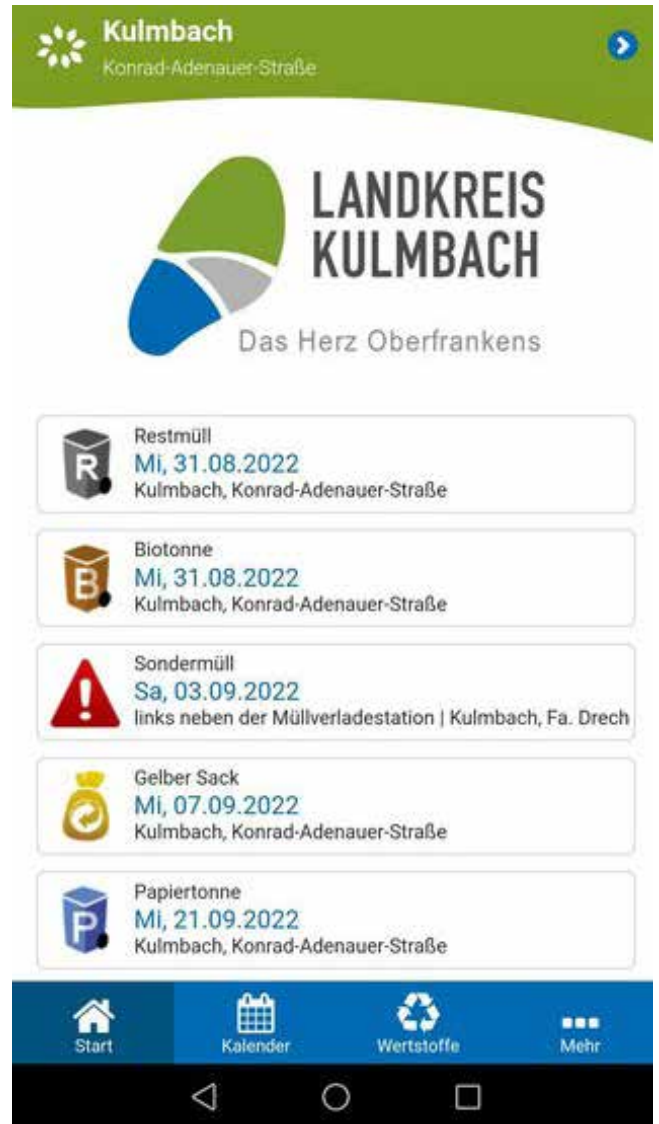 Kulmbach
Konrad-Adenauer-Straße
LANDKREIS
KULMBACH
Das Herz Oberfrankens
R
Restmüll
Mi, 31.08.2022
Kulmbach, Konrad-Adenauer-Straße
B
Biotonne
Mi, 31.08.2022
Kulmbach, Konrad-Adenauer-Straße
Sondermüll
Sa, 03.09.2022
links neben der Müllverladestation | Kulmbach, Fa. Drech
Gelber Sack
Mi, 07.09.2022
Kulmbach, Konrad-Adenauer-Straße
P
Papiertonne
Mi, 21.09.2022
Kulmbach, Konrad-Adenauer-Straße
Start Kalender Wertstoffe Mehr